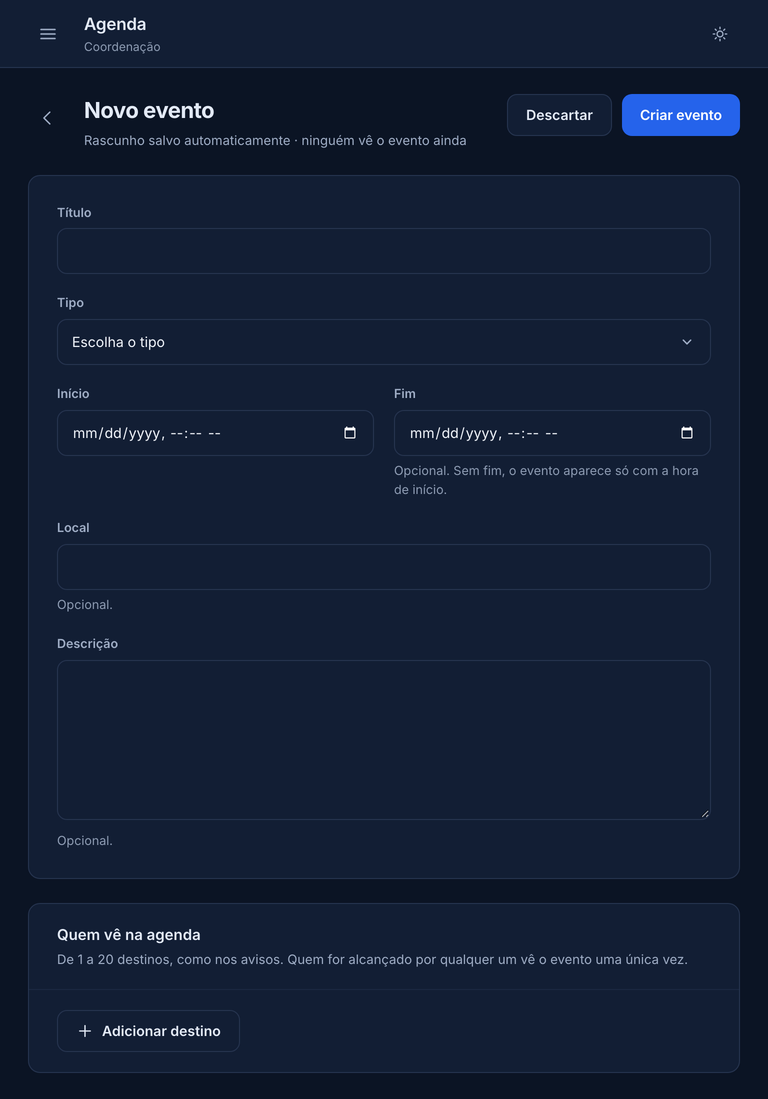 Agenda
Coordenação
Novo evento
Rascunho salvo automaticamente · ninguém vê o evento ainda
Descartar
Criar evento
Título
Tipo
Escolha o tipo
Início
Fim
mm/dd/yyyy, --:-- --
mm/dd/yyyy, --:-- --
Opcional. Sem fim, o evento aparece só com a hora
de início.
Local
Opcional.
Descrição
Opcional.
Quem vê na agenda
De 1 a 20 destinos, como nos avisos. Quem for alcançado por qualquer um vê o evento uma única vez.
Adicionar destino